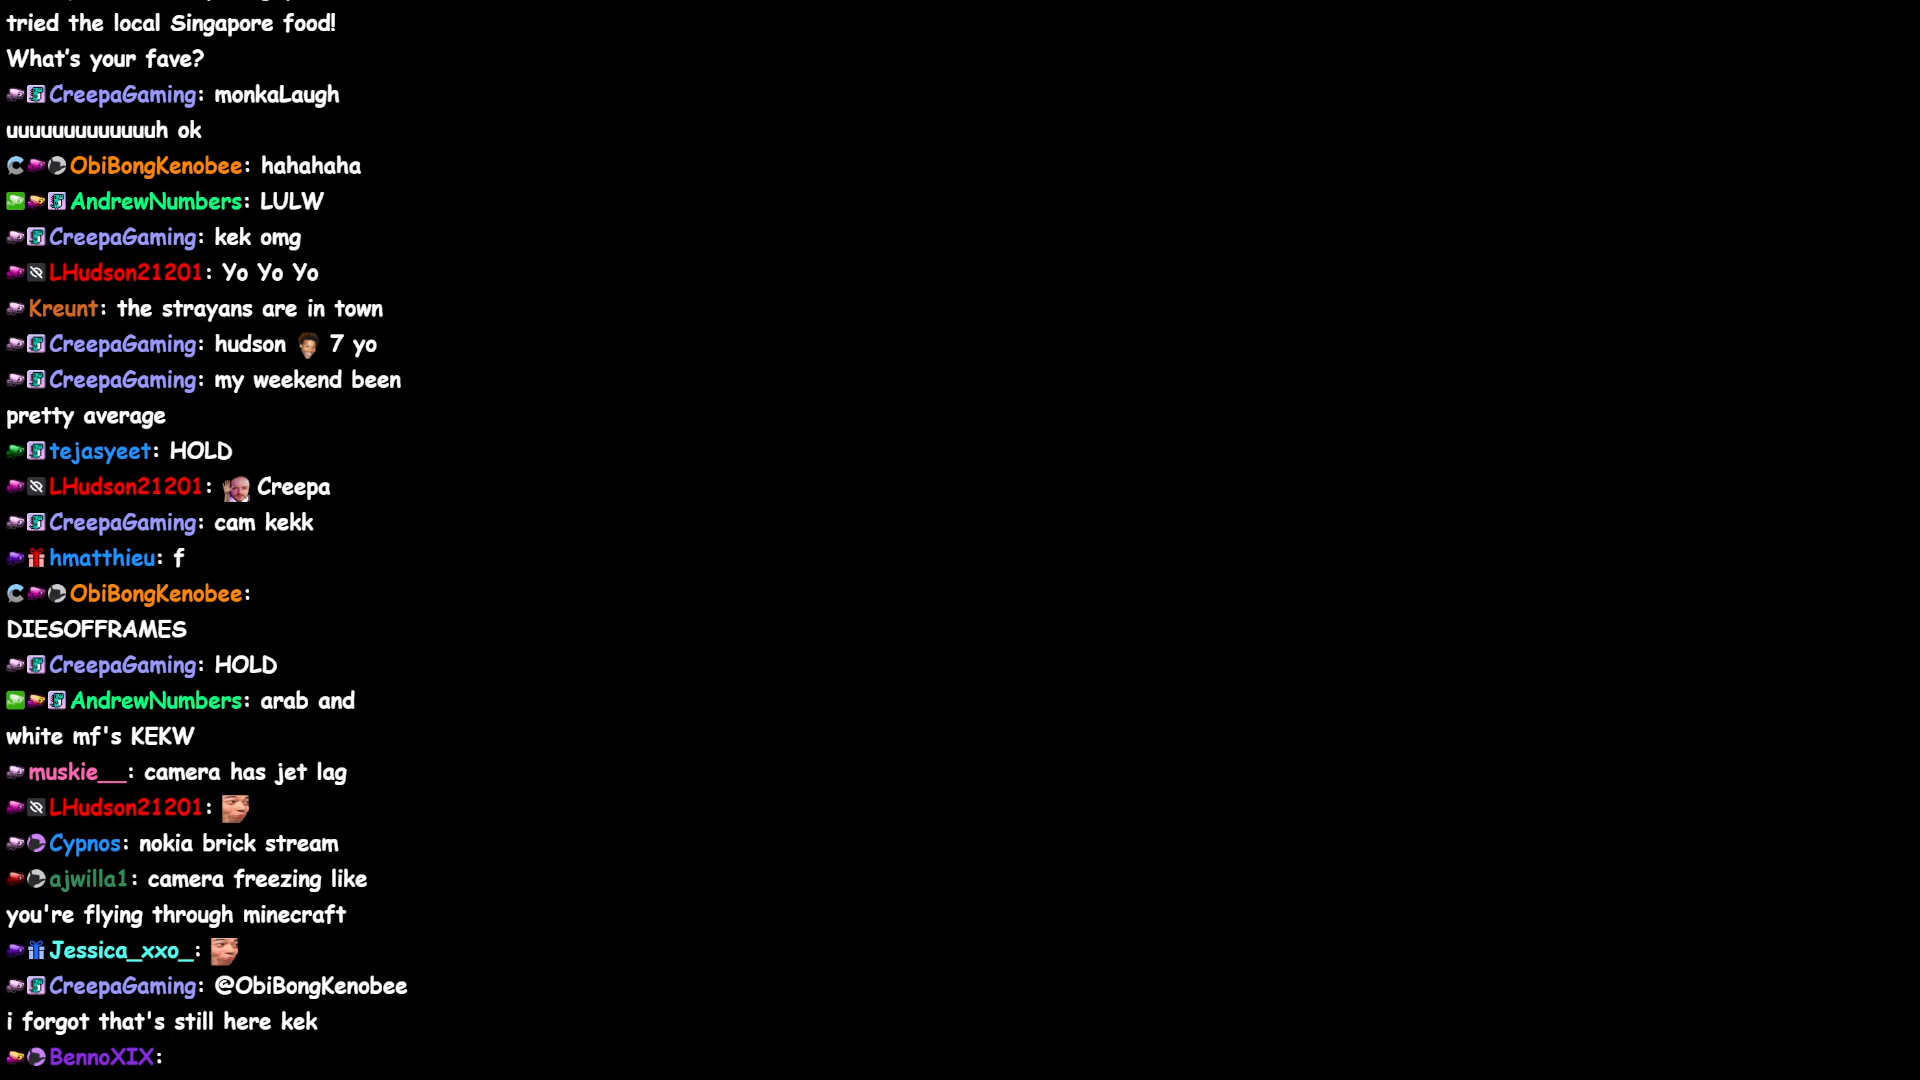 tried the local Singapore food!
What's your fave?
CreepaGaming: monkaLaugh
uuuuuuuuuuuuuh ok
ObiBongKenobee: hahahaha
AndrewNumbers: LULW
CreepaGaming: kek omg
LHudson21201: Yo Yo Yo
Kreunt: the strayans are in town
CreepaGaming: hudson 7 yo
CreepaGaming: my weekend been
pretty average
tejasyeet: HOLD
LHudson21201: Creepa
CreepaGaming: cam kekk
hmatthieu: f
ObiBongKenobee:
DIESOFFRAMES
CreepaGaming: HOLD
AndrewNumbers: arab and
white mf's KEKW
muskie__: camera has jet lag
LHudson21201:
Cypnos: nokia brick stream
ajwilla1: camera freezing like
you're flying through minecraft
Jessica_xxo_:
CreepaGaming: @ObiBongKenobee
i forgot that's still here kek
BennoXIX: